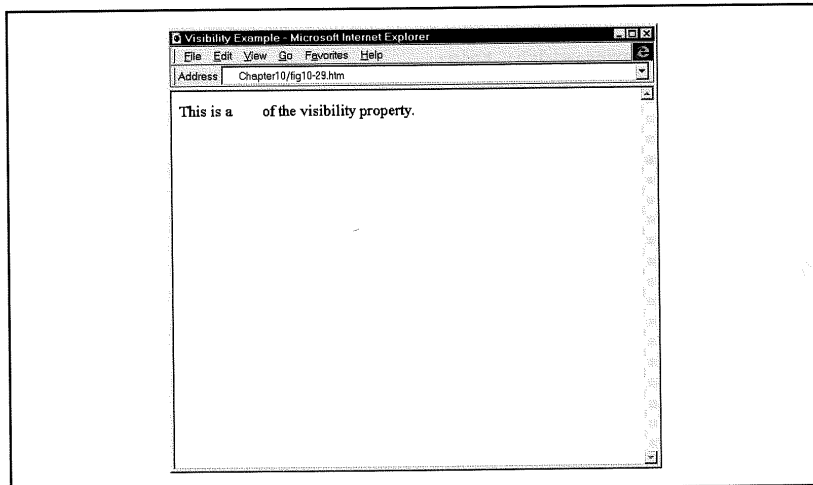 Visibility Example - Microsoft Internet Explorer
File Edit View Go Favorites Help
Address Chapter10/fig10-29.htm
This is a of the visibility property.